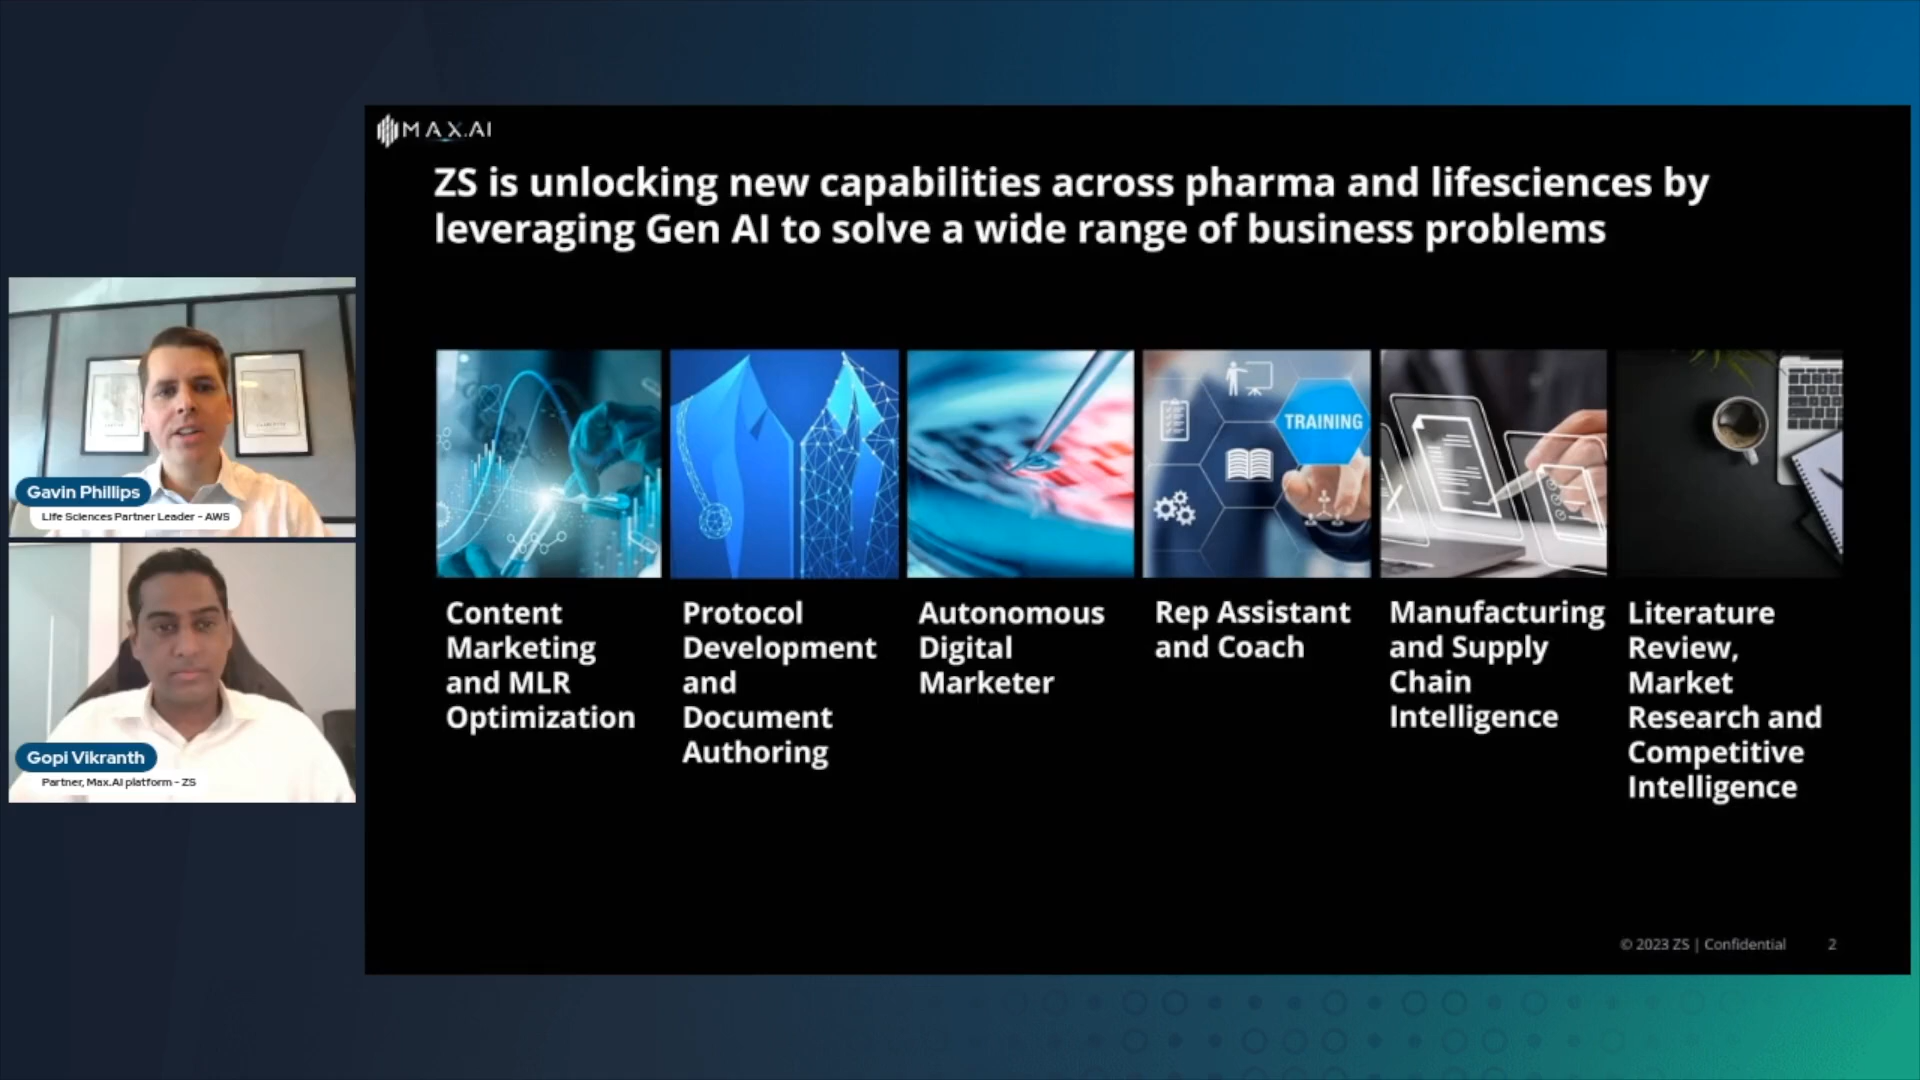 MAX.AI
ZS is unlocking new capabilities across pharma and lifesciences by
leveraging Gen AI to solve a wide range of business problems
Gavin Phillips
Life Sciences Partner Leader - AWS
Gopi Vikranth
Partner, Max.AI platform - ZS
TRAINING
Content
Marketing
and MLR
Optimization
Protocol
Development
and
Document
Authoring
Autonomous
Digital
Marketer
Rep Assistant
and Coach
Manufacturing
and Supply
Chain
Intelligence
Literature
Review,
Market
Research and
Competitive
Intelligence
© 2023 ZS | Confidential 2